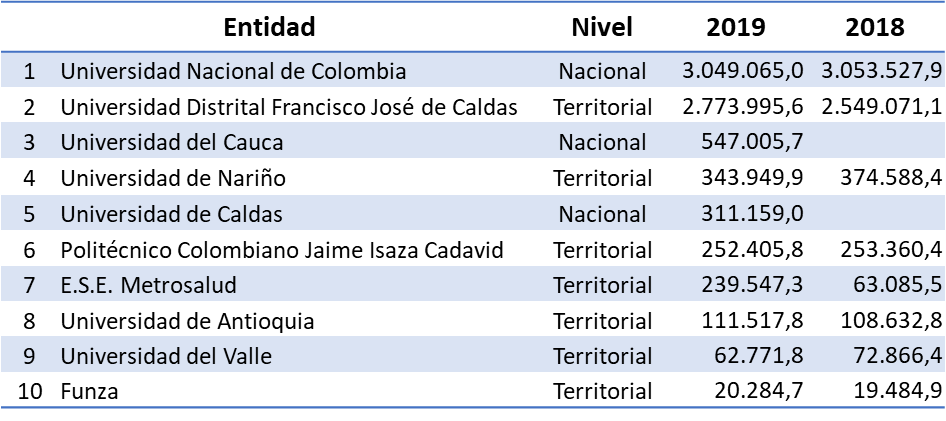 Entidad Nivel 2019 2018
1 Universidad Nacional de Colombia Nacional 3.049.065,0 3.053.527,9
2 Universidad Distrital Francisco José de Caldas Territorial 2.773.995,6 2.549.071,1
3 Universidad del Cauca Nacional 547.005,7
4 Universidad de Nariño Territorial 343.949,9 374.588,4
5 Universidad de Caldas Nacional 311.159,0
6 Politécnico Colombiano Jaime Isaza Cadavid Territorial 252.405,8 253.360,4
7 E.S.E. Metrosalud Territorial 239.547,3 63.085,5
8 Universidad de Antioquia Territorial 111.517,8 108.632,8
9 Universidad del Valle Territorial 62.771,8 72.866,4
10 Funza Territorial 20.284,7 19.484,9